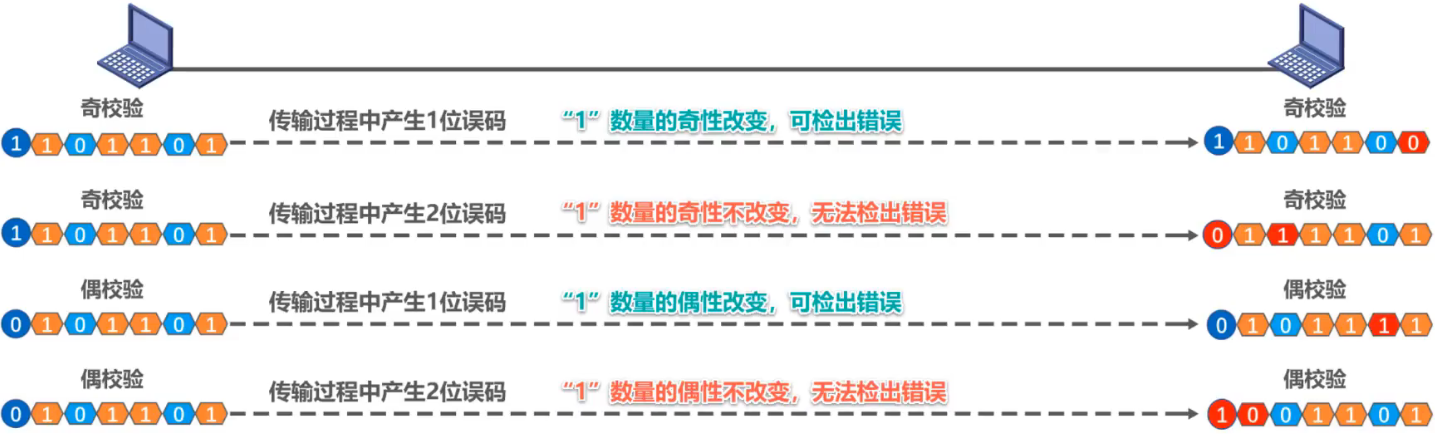 奇校验 奇校验
传输过程中产生1位误码 “1”数量的奇性改变，可检出错误
1 1 0 1 1 0 1 1 1 0 1 1 0 0
奇校验 奇校验
传输过程中产生2位误码 “1”数量的奇性不改变，无法检出错误
1 1 0 1 1 0 1 0 1 1 1 1 0 1
偶校验 偶校验
传输过程中产生1位误码 “1”数量的偶性改变，可检出错误
0 1 0 1 1 0 1 0 1 0 1 1 1 1
偶校验 偶校验
传输过程中产生2位误码 “1”数量的偶性不改变，无法检出错误
0 1 0 1 1 0 1 1 0 0 1 1 0 1